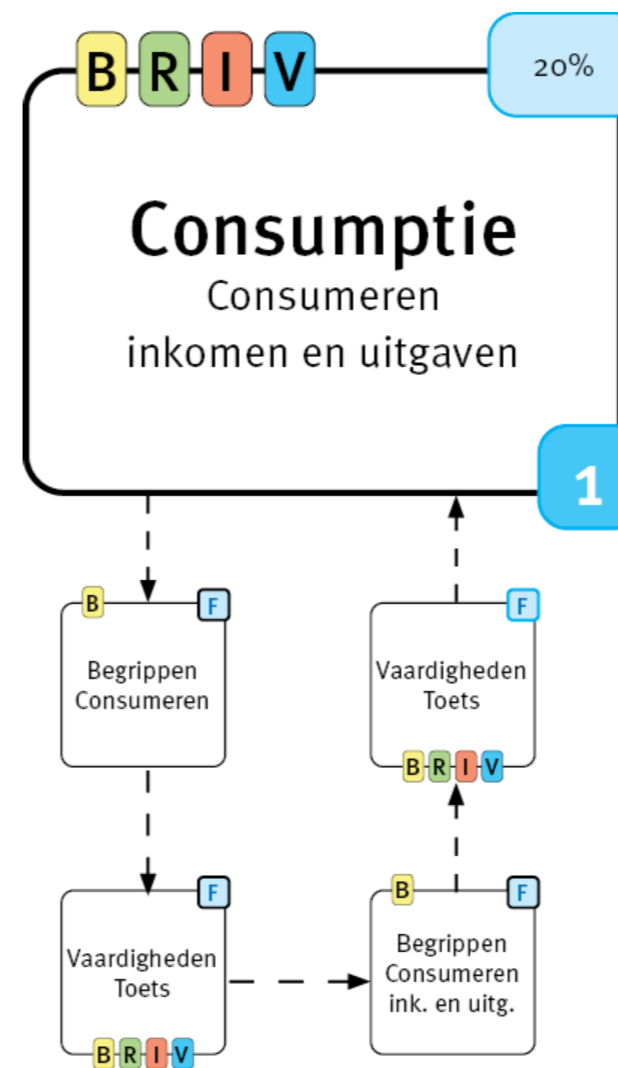 B R I V
20%
Consumptie
Consumeren
inkomen en uitgaven
1
B
F
Begrippen
Consumeren
F
Vaardigheden
Toets
B R I V
F
Vaardigheden
Toets
B R I V
B
F
Begrippen
Consumeren
ink. en uitg.